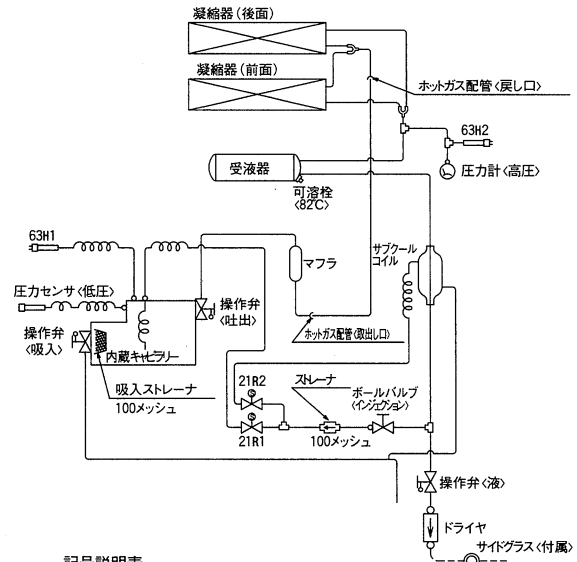 凝縮器(後面)
凝縮器(前面)
ホットガス配管<戻し口>
63H2
圧力計<高圧>
受液器
可溶栓
<82℃>
63H1
マフラ
サブクール
コイル
圧力センサ<低圧>
操作弁
<吐出>
操作弁
<吸入>
内蔵キャピラリー
ホットガス配管<取出し口>
吸入ストレーナ
100メッシュ
21R2
ストレーナ
ボールバルブ
<インジェクション>
21R1
100メッシュ
操作弁<液>
ドライヤ
サイドグラス<付属>
記号説明表